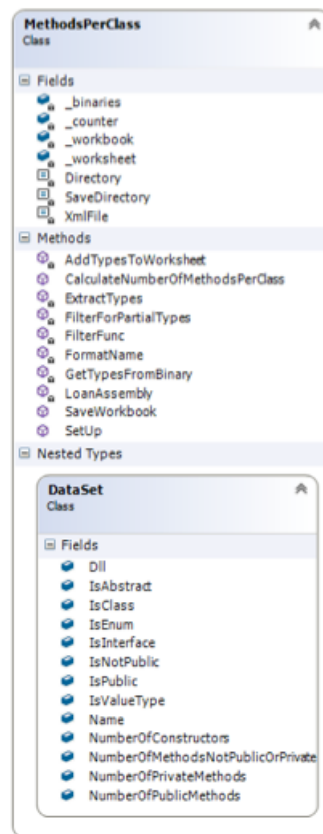 MethodsPerClass
Class
Fields
_binaries
_counter
_workbook
_worksheet
Directory
SaveDirectory
XmlFile
Methods
AddTypesToWorksheet
CalculateNumberOfMethodsPerClass
ExtractTypes
FilterForPartialTypes
FilterFunc
FormatName
GetTypesFromBinary
LoanAssembly
SaveWorkbook
SetUp
Nested Types
DataSet
Class
Fields
Dll
IsAbstract
IsClass
IsEnum
IsInterface
IsNotPublic
IsPublic
IsValueType
Name
NumberOfConstructors
NumberOfMethodsNotPublicOrPrivate
NumberOfPrivateMethods
NumberOfPublicMethods